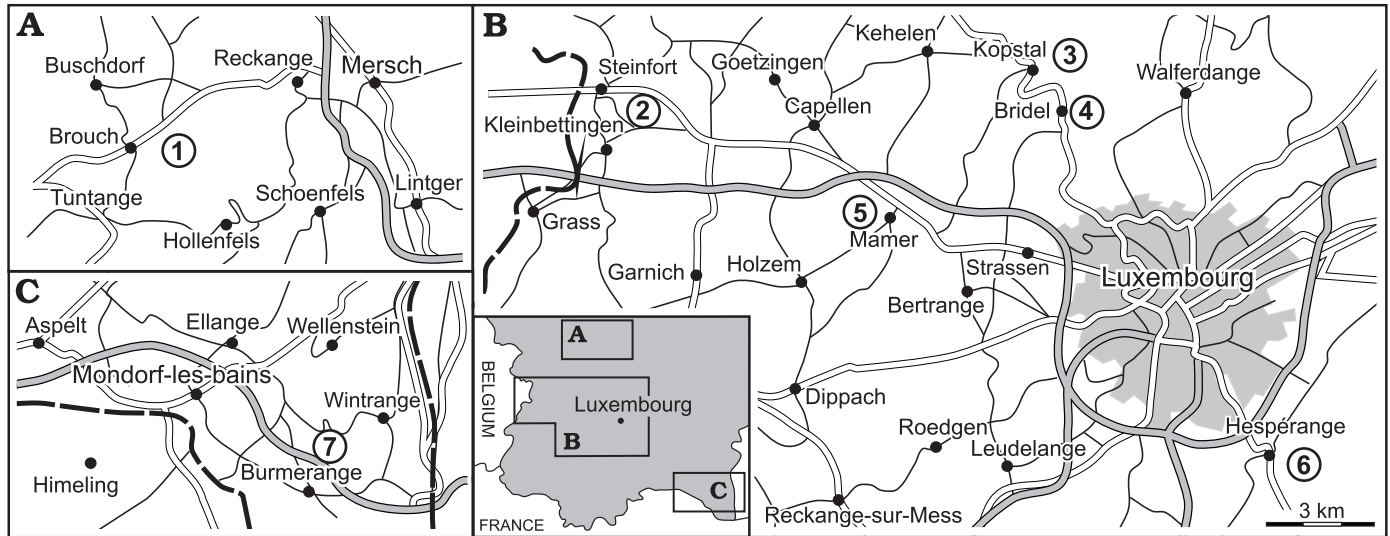 A
Buschdorf
Reckange
Mersch
Brouch
1
Tuntange
Schoenfels
Lintger
Hollenfels
B
Kehelen
Kopstal
3
Steinfort
Goetzingen
Walferdange
2
Capellen
Bridel
4
Kleinbettingen
5
Grass
Mamer
Garnich
Holzem
Strassen
Luxembourg
Bertrange
Dippach
Roedgen
Leudelange
Hespérange
6
Reckange-sur-Mess
3 km
C
Aspelt
Ellange
Wellenstein
Mondorf-les-bains
Wintrange
7
Burmerange
Himeling
A
BELGIUM
Luxembourg
B
C
FRANCE